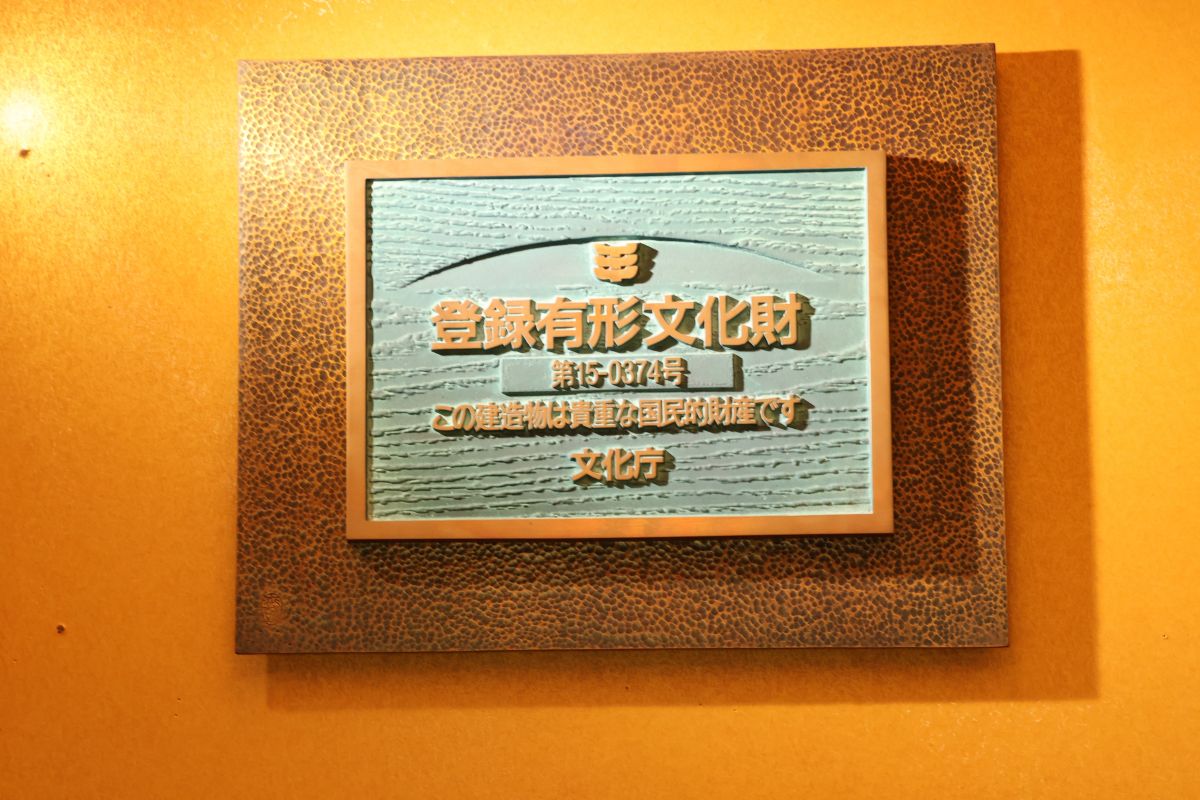 登録有形文化財
第15-0374号
この建造物は貴重な国民的財産です
文化庁